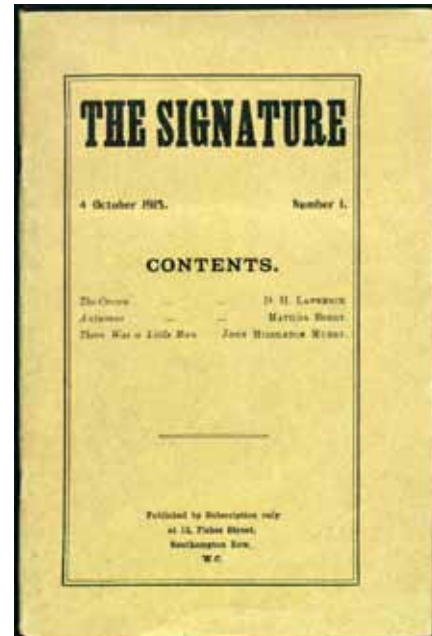 THE SIGNATURE
4 October 1915. Number 1.
CONTENTS.
The Crown ... ... D. H. LAWRENCE.
Autumns ... ... MATILDA BERRY.
There Was a Little Man JOHN MIDDLETON MURRY.
Published by Subscription only
at 12, Fisher Street,
Southampton Row,
W.C.